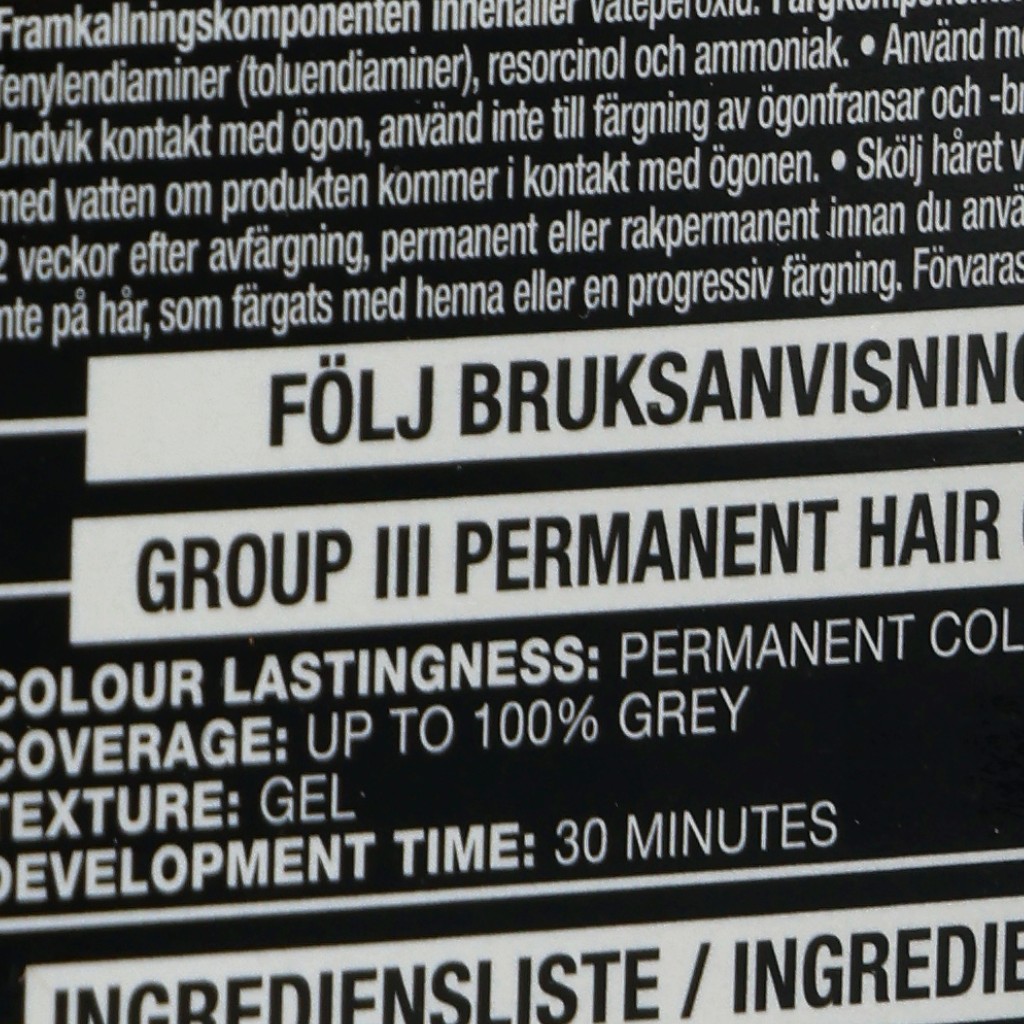 Framkallningskomponenten innehåller väteperoxid.
fenylendiaminer (toluendiaminer), resorcinol och ammoniak. • Använd
Undvik kontakt med ögon, använd inte till färgning av ögonfransar och
med vatten om produkten kommer i kontakt med ögonen. • Skölj håret
2 veckor efter avfärgning, permanent eller rakpermanent innan du
på hår, som färgats med henna eller en progressiv färgning. Förvaras
FÖLJ BRUKSANVISNING
GROUP III PERMANENT HAIR
COLOUR LASTINGNESS: PERMANENT COL
COVERAGE: UP TO 100% GREY
TEXTURE: GEL
DEVELOPMENT TIME: 30 MINUTES
INGREDIENSLISTE / INGREDIE